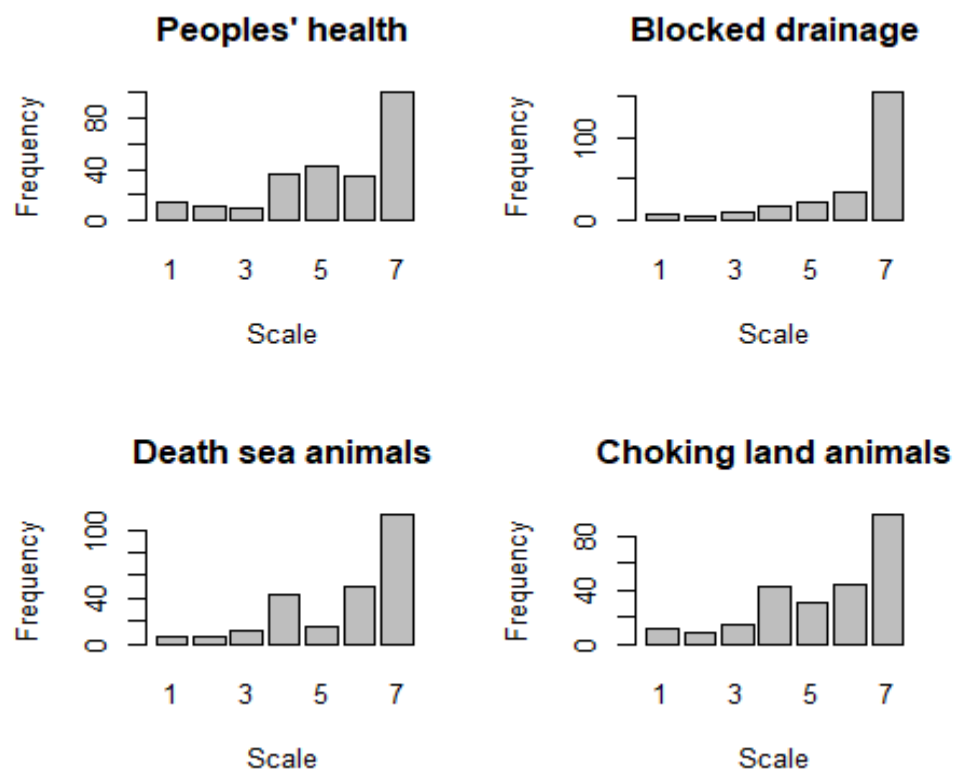 Peoples' health
Frequency
0 40 80
1 3 5 7
Scale
Blocked drainage
Frequency
0 100
1 3 5 7
Scale
Death sea animals
Frequency
0 40 100
1 3 5 7
Scale
Choking land animals
Frequency
0 40 80
1 3 5 7
Scale